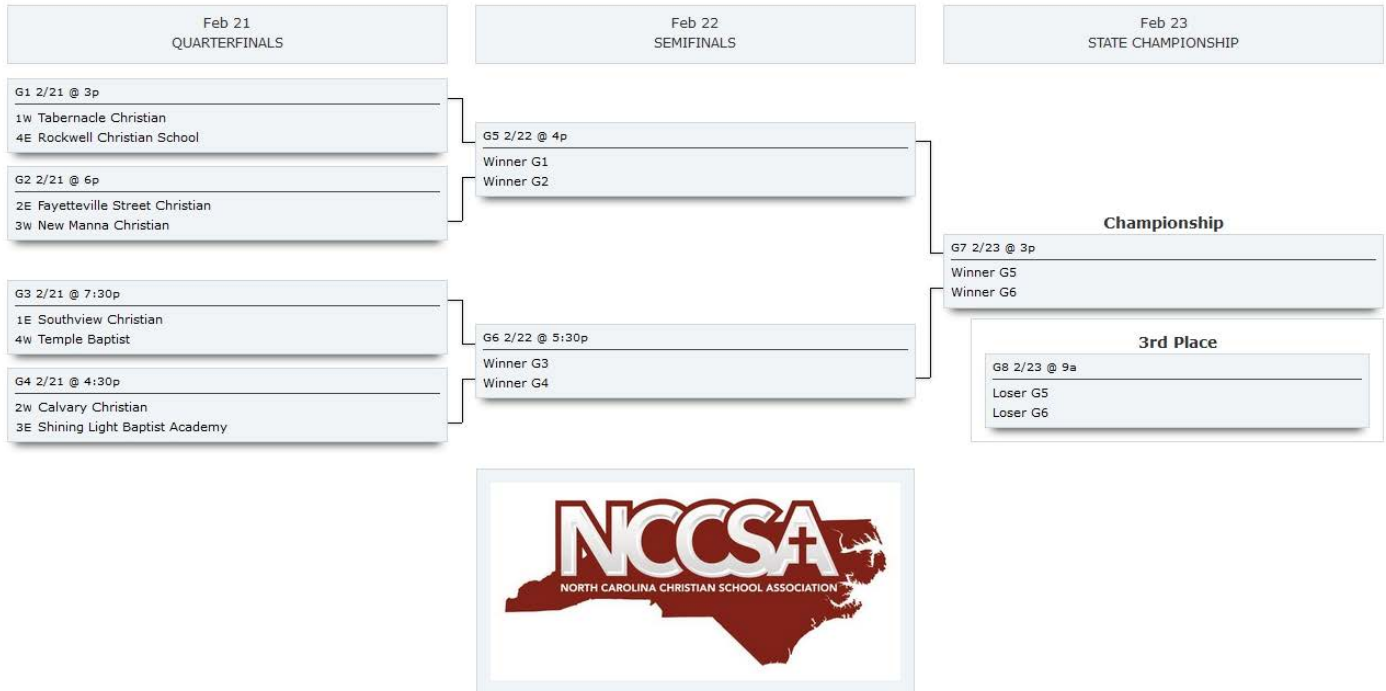 Feb 21
QUARTERFINALS
Feb 22
SEMIFINALS
Feb 23
STATE CHAMPIONSHIP
G1 2/21 @ 3p
1W Tabernacle Christian
4E Rockwell Christian School
G2 2/21 @ 6p
2E Fayetteville Street Christian
3W New Manna Christian
G3 2/21 @ 7:30p
1E Southview Christian
4W Temple Baptist
G4 2/21 @ 4:30p
2W Calvary Christian
3E Shining Light Baptist Academy
G5 2/22 @ 4p
Winner G1
Winner G2
G6 2/22 @ 5:30p
Winner G3
Winner G4
Championship
G7 2/23 @ 3p
Winner G5
Winner G6
3rd Place
G8 2/23 @ 9a
Loser G5
Loser G6
NCCSA
NORTH CAROLINA CHRISTIAN SCHOOL ASSOCIATION